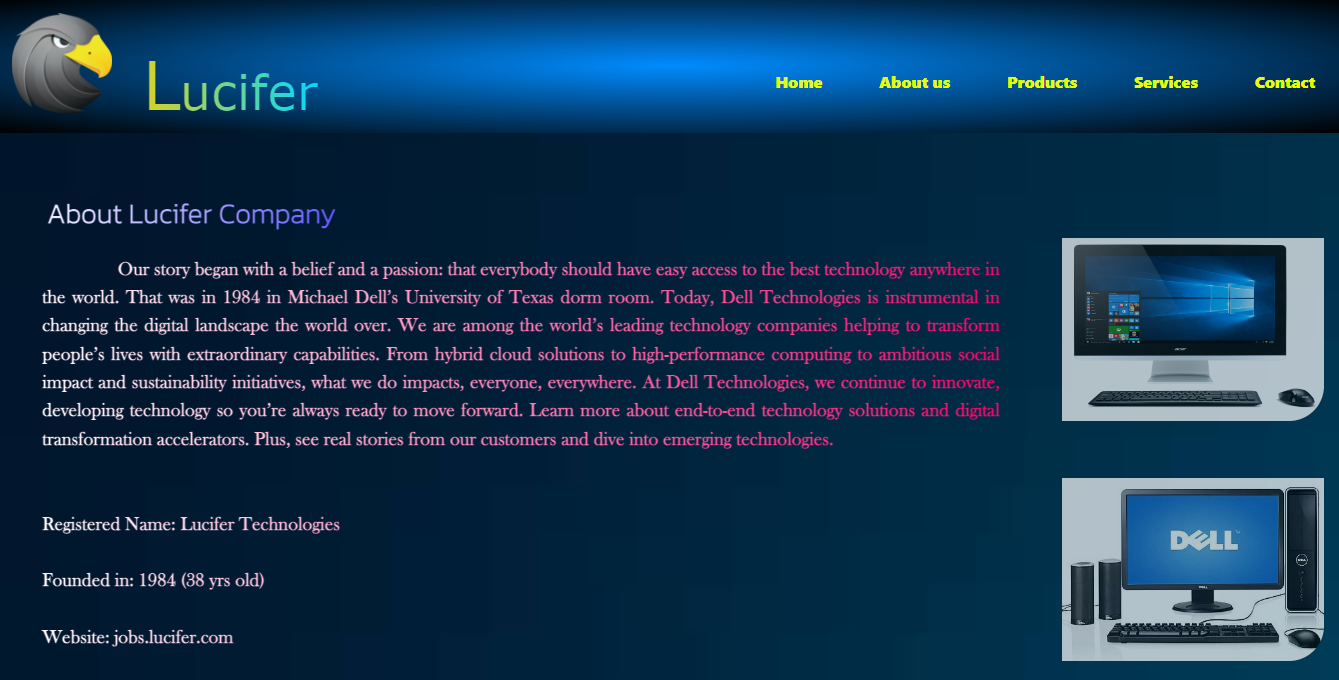 Lucifer
Home About us Products Services Contact
About Lucifer Company
Our story began with a belief and a passion: that everybody should have easy access to the best technology anywhere in
the world. That was in 1984 in Michael Dell’s University of Texas dorm room. Today, Dell Technologies is instrumental in
changing the digital landscape the world over. We are among the world’s leading technology companies helping to transform
people’s lives with extraordinary capabilities. From hybrid cloud solutions to high-performance computing to ambitious social
impact and sustainability initiatives, what we do impacts, everyone, everywhere. At Dell Technologies, we continue to innovate,
developing technology so you’re always ready to move forward. Learn more about end-to-end technology solutions and digital
transformation accelerators. Plus, see real stories from our customers and dive into emerging technologies.
Registered Name: Lucifer Technologies
Founded in: 1984 (38 yrs old)
Website: jobs.lucifer.com
acer
DELL
DELL
DELL